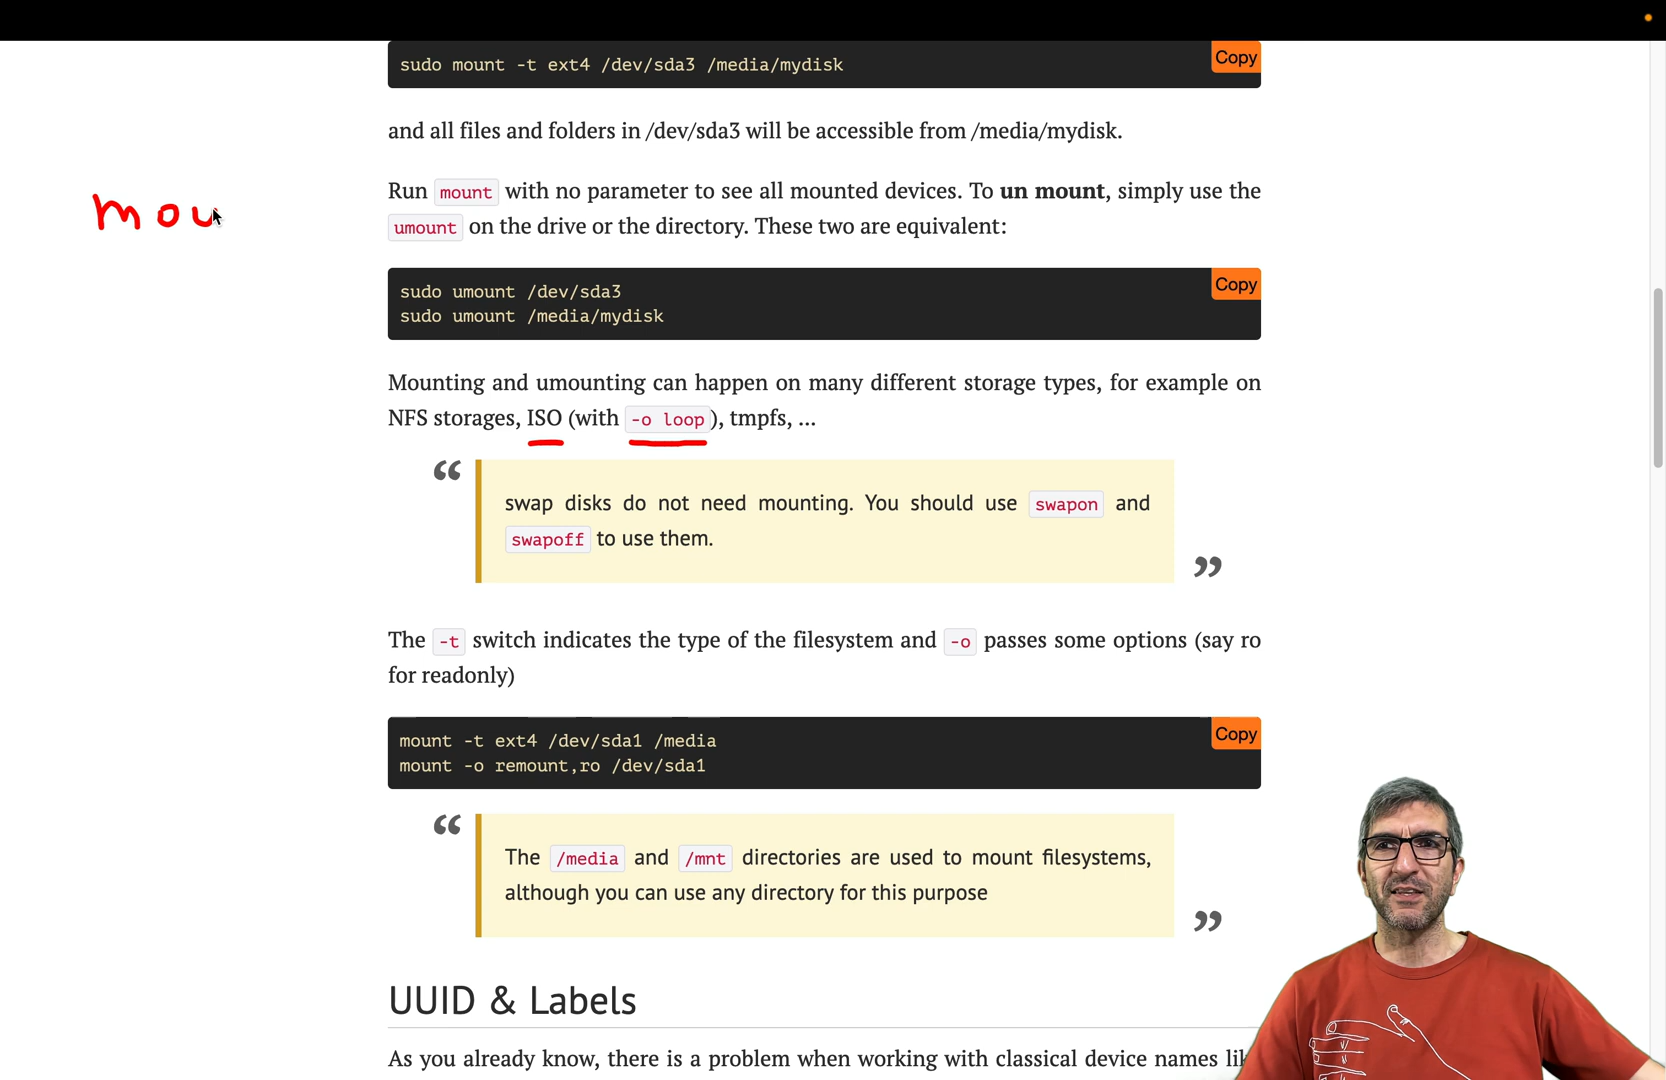 sudo mount -t ext4 /dev/sda3 /media/mydisk
Copy
and all files and folders in /dev/sda3 will be accessible from /media/mydisk.
mou
Run mount with no parameter to see all mounted devices. To un mount, simply use the
umount on the drive or the directory. These two are equivalent:
sudo umount /dev/sda3
sudo umount /media/mydisk
Copy
Mounting and umounting can happen on many different storage types, for example on
NFS storages, ISO (with -o loop), tmpfs, ...
“
swap disks do not need mounting. You should use swapon and
swapoff to use them.
”
The -t switch indicates the type of the filesystem and -o passes some options (say ro
for readonly)
mount -t ext4 /dev/sda1 /media
mount -o remount,ro /dev/sda1
Copy
“
The /media and /mnt directories are used to mount filesystems,
although you can use any directory for this purpose
”
UUID & Labels
As you already know, there is a problem when working with classical device names